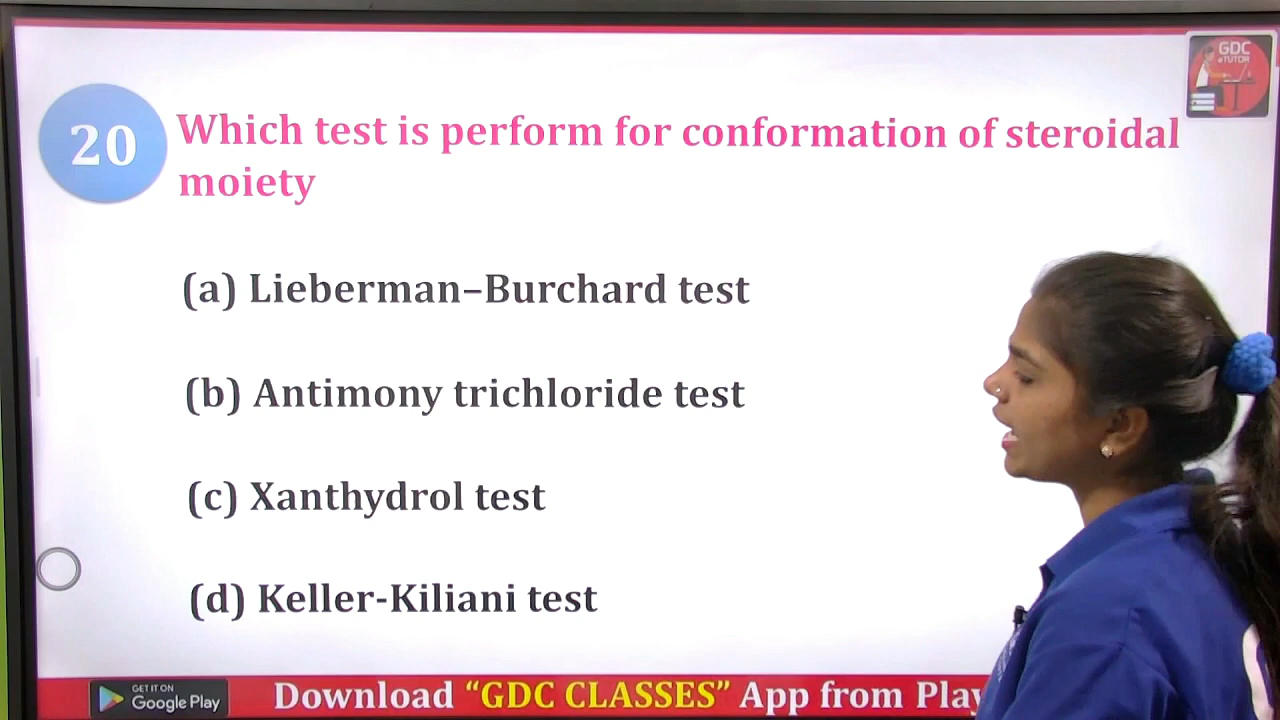 GDC
eTUTOR
20
Which test is perform for conformation of steroidal
moiety
(a) Lieberman–Burchard test
(b) Antimony trichloride test
(c) Xanthydrol test
(d) Keller-Kiliani test
GET IT ON
Google Play
Download “GDC CLASSES” App from Play